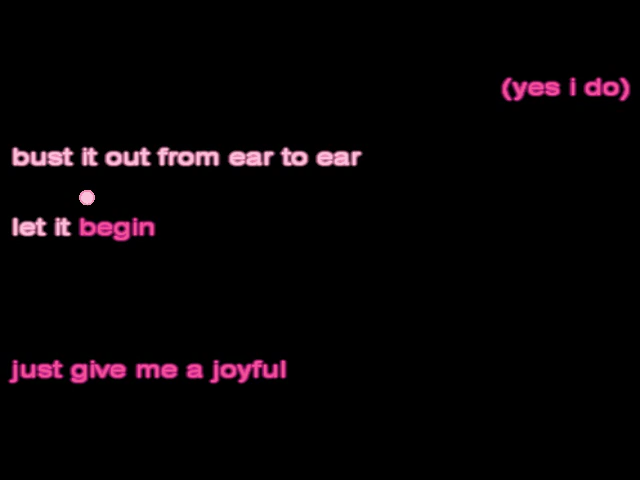 (yes i do)
bust it out from ear to ear
let it begin
just give me a joyful